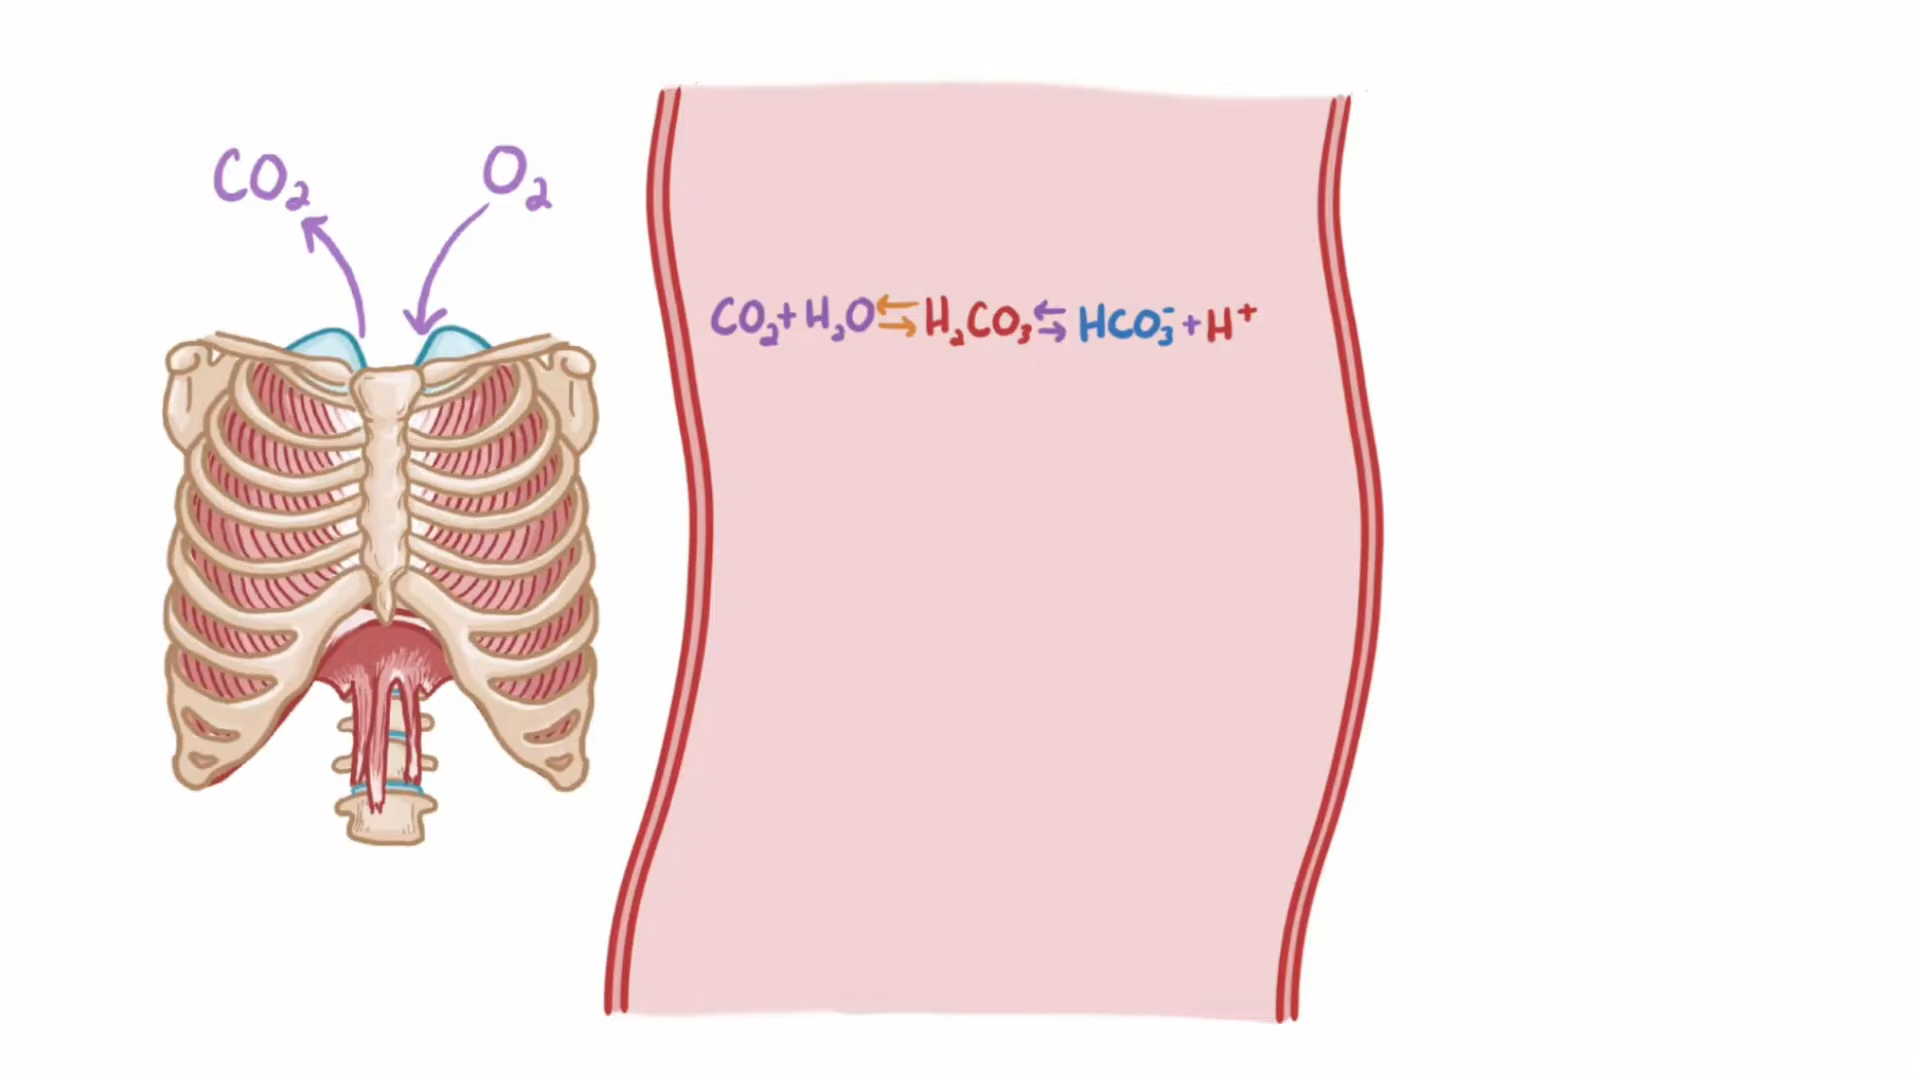 CO₂
O₂
CO₂ + H₂O ⇄ H₂CO₃ ⇄ HCO₃⁻ + H⁺